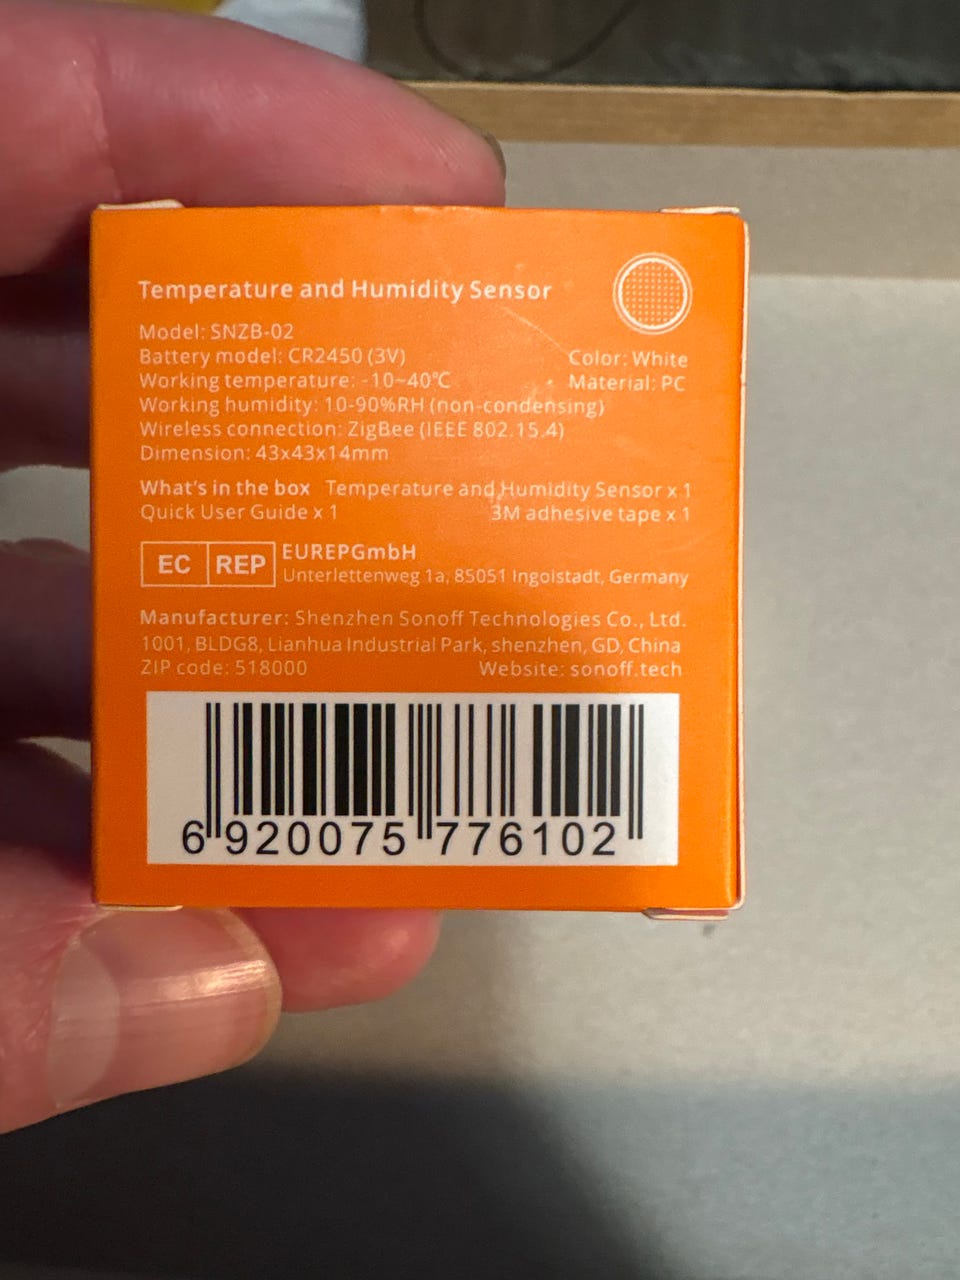 Temperature and Humidity Sensor
Model: SNZB-02
Battery model: CR2450 (3V) Color: White
Working temperature: -10~40℃ Material: PC
Working humidity: 10-90%RH (non-condensing)
Wireless connection: ZigBee (IEEE 802.15.4)
Dimension: 43x43x14mm
What's in the box Temperature and Humidity Sensor x 1
Quick User Guide x 1 3M adhesive tape x 1
EC REP EUREPGmbH
Unterlettenweg 1a, 85051 Ingolstadt, Germany
Manufacturer: Shenzhen Sonoff Technologies Co., Ltd.
1001, BLDG8, Lianhua Industrial Park, shenzhen, GD, China
ZIP code: 518000 Website: sonoff.tech
6 920075 776102